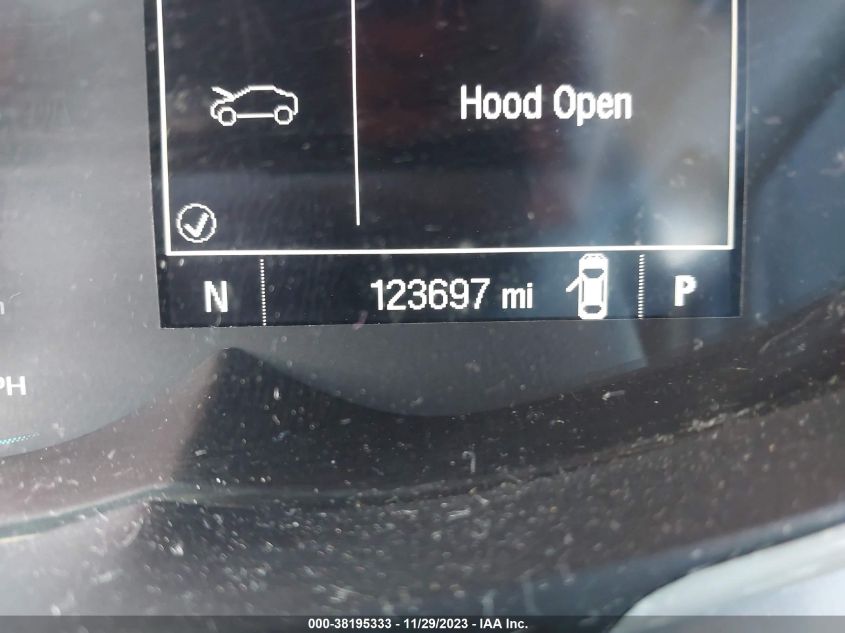 Hood Open
N 123697 mi P
PH
000-38195333 - 11/29/2023 - IAA Inc.